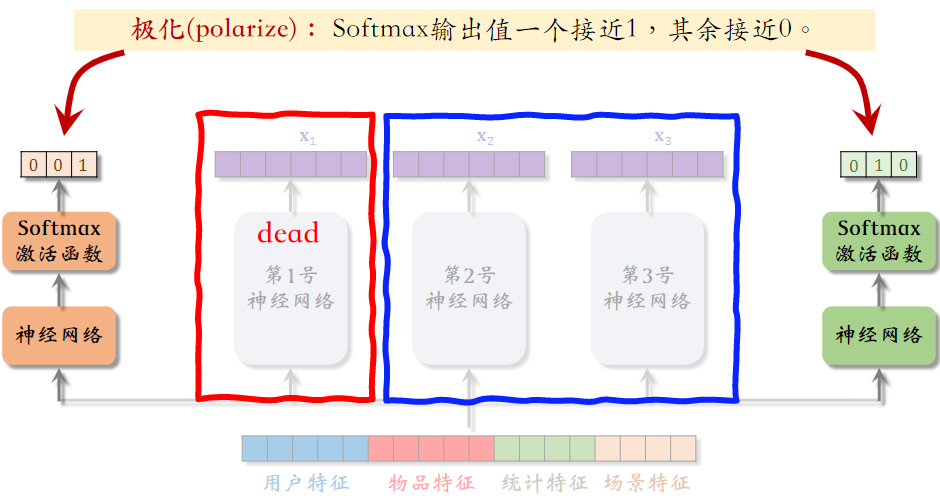 极化(polarize)： Softmax输出值一个接近1，其余接近0。
x1 x2 x3
0 0 1
0 1 0
Softmax
激活函数
dead
第1号
神经网络
第2号
神经网络
第3号
神经网络
Softmax
激活函数
神经网络
神经网络
用户特征 物品特征 统计特征 场景特征